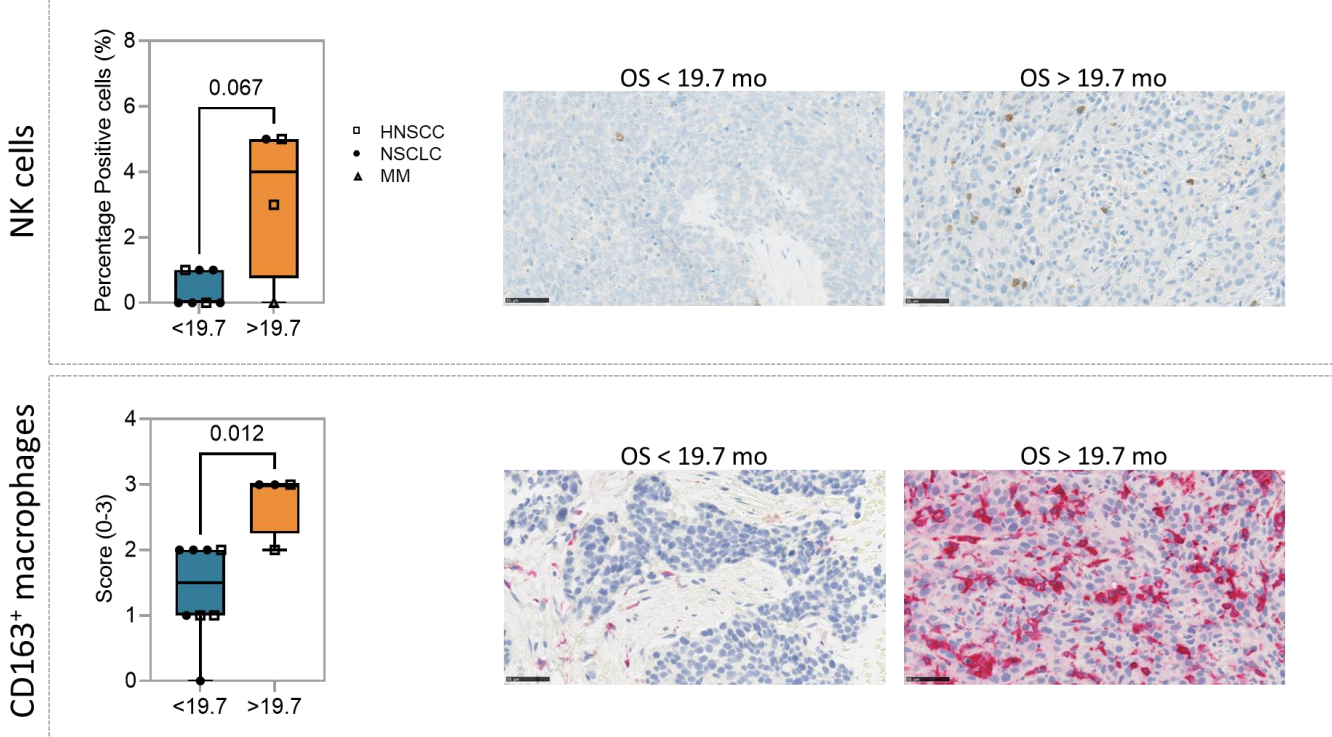 NK cells
Percentage Positive cells (%)
8
6
4
2
0
0.067
<19.7 >19.7
HNSCC
NSCLC
MM
OS < 19.7 mo
OS > 19.7 mo
CD163⁺ macrophages
Score (0-3)
4
3
2
1
0
0.012
<19.7 >19.7
OS < 19.7 mo
OS > 19.7 mo